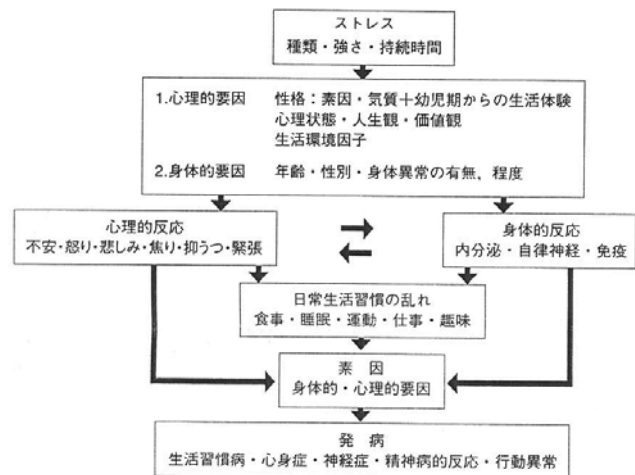 ストレス
種類・強さ・持続時間
1.心理的要因　性格：素因・気質＋幼児期からの生活体験
心理状態・人生観・価値観
生活環境因子
2.身体的要因　年齢・性別・身体異常の有無，程度
心理的反応
不安・怒り・悲しみ・焦り・抑うつ・緊張
身体的反応
内分泌・自律神経・免疫
日常生活習慣の乱れ
食事・睡眠・運動・仕事・趣味
素　因
身体的・心理的要因
発　病
生活習慣病・心身症・神経症・精神病的反応・行動異常